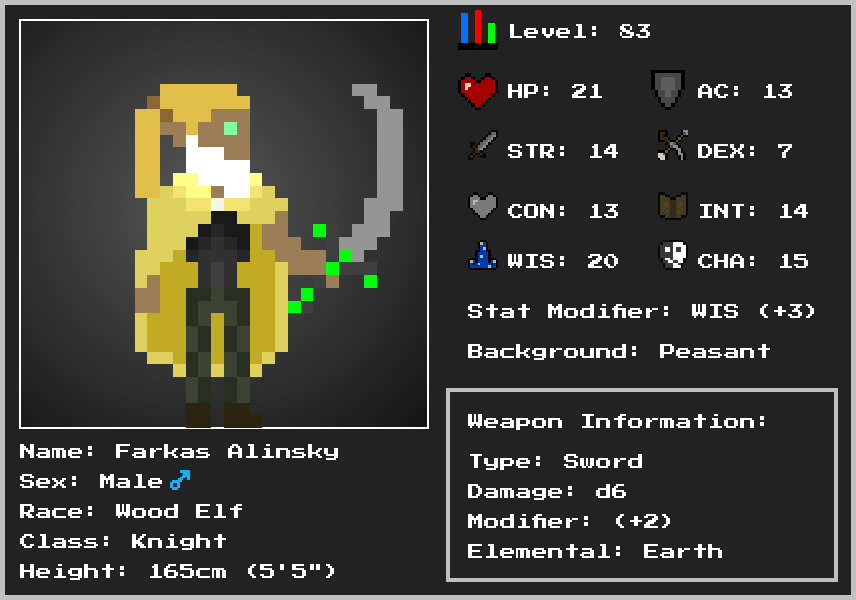 Level: 83
HP: 21
AC: 13
STR: 14
DEX: 7
CON: 13
INT: 14
WIS: 20
CHA: 15
Stat Modifier: WIS (+3)
Background: Peasant
Weapon Information:
Type: Sword
Damage: d6
Modifier: (+2)
Elemental: Earth
Name: Farkas Alinsky
Sex: Male♂
Race: Wood Elf
Class: Knight
Height: 165cm (5'5")